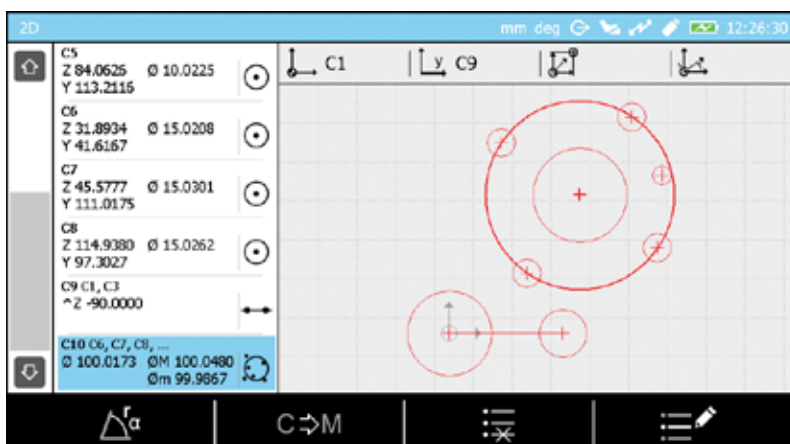 2D mm deg 12:26:30
C5
Z 84.0625 Ø 10.0225
Y 113.2116
C6
Z 31.8934 Ø 15.0208
Y 41.6167
C7
Z 45.5777 Ø 15.0301
Y 111.0175
C8
Z 114.9380 Ø 15.0262
Y 97.3027
C9 C1, C3
^Z -90.0000
C10 C6, C7, C8, ...
Ø 100.0173 ØM 100.0480
Øm 99.9867
C1
y C9
r α
C⇒M